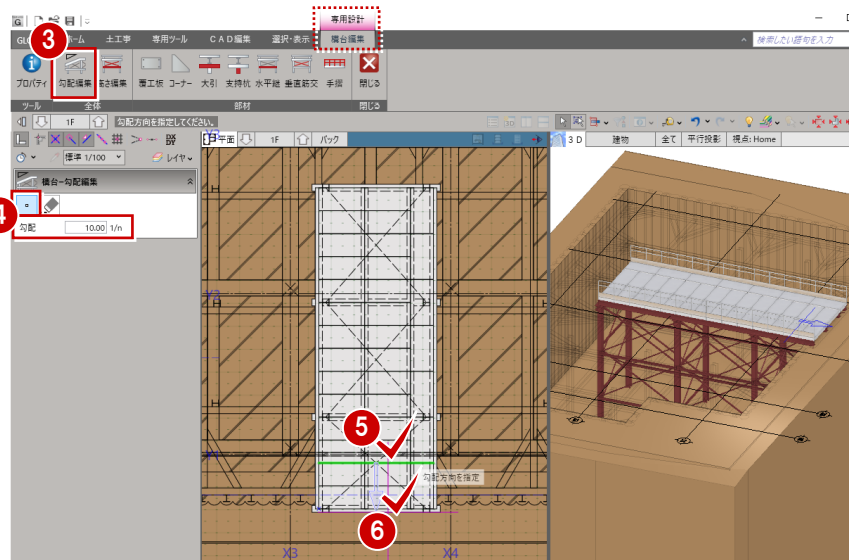 専用設計
GLO
3
ホーム
土工事
専用ツール
CAD編集
選択・表示
構台編集
検索したい語句を入力
プロパティ
勾配編集
高さ編集
覆工板
コーナー
大引
支持杭
水平継
垂直筋交
手摺
閉じる
ツール
全体
部材
閉じる
1F
勾配方向を指定してください。
平面
1F
パック
3D
建物
全て
平行投影
視点: Home
標準 1/100
レイヤ
構台-勾配編集
4
勾配
10.00
1/n
Y3
5
勾配方向を指定
6
X3
X4